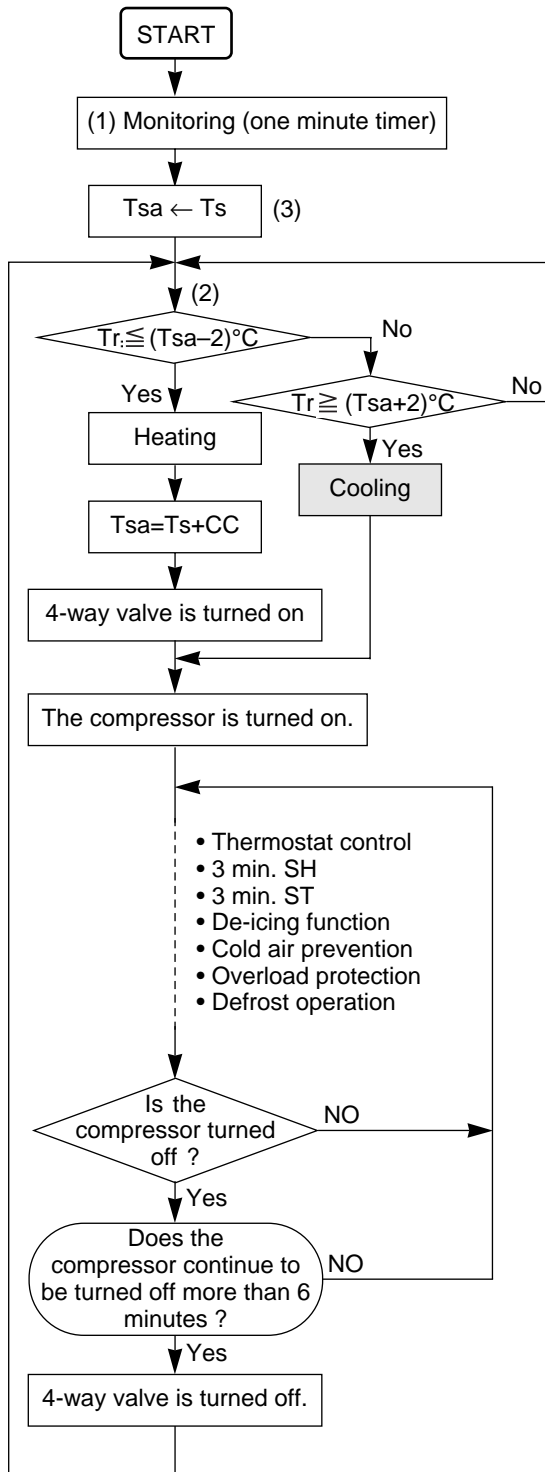 START
(1) Monitoring (one minute timer)
Tsa ← Ts
(3)
(2)
Tr ≦ (Tsa–2)°C
No
Yes
Tr ≧ (Tsa+2)°C
No
Heating
Yes
Cooling
Tsa=Ts+CC
4-way valve is turned on
The compressor is turned on.
• Thermostat control
• 3 min. SH
• 3 min. ST
• De-icing function
• Cold air prevention
• Overload protection
• Defrost operation
Is the
compressor turned
off ?
NO
Yes
Does the
compressor continue to
be turned off more than 6
minutes ?
NO
Yes
4-way valve is turned off.